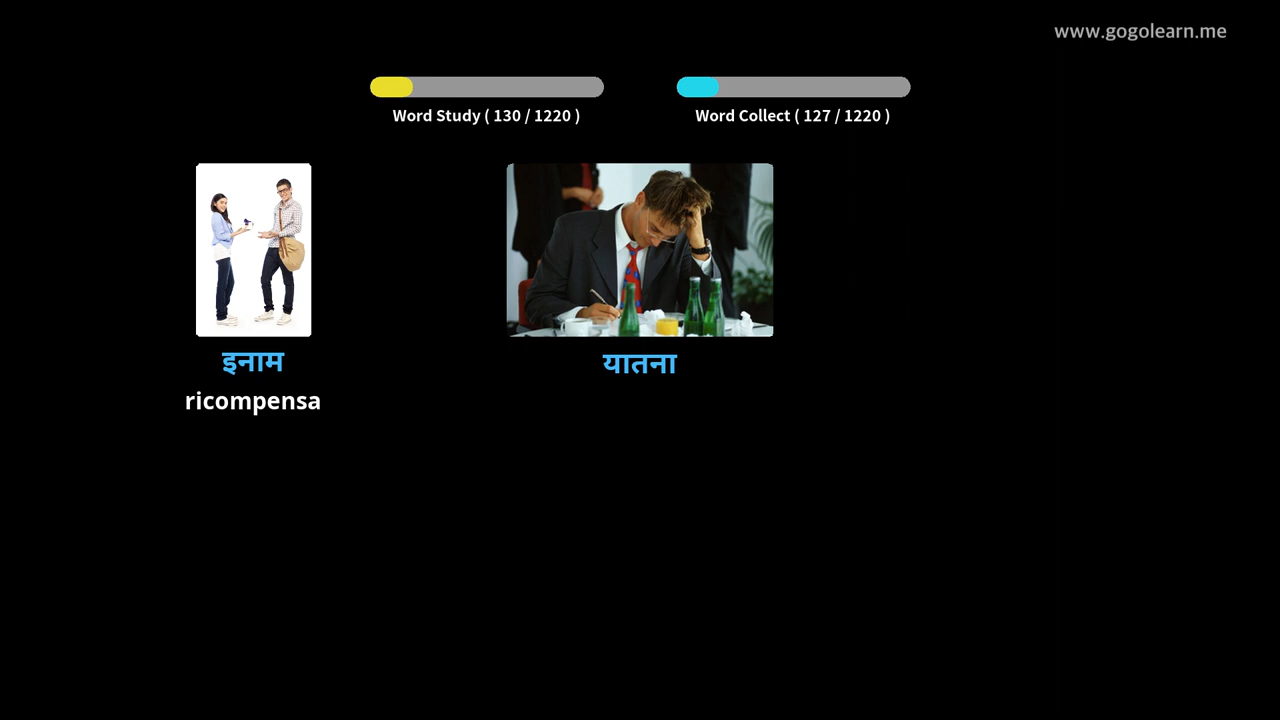 www.gogolearn.me
Word Study ( 130 / 1220 )
Word Collect ( 127 / 1220 )
इनाम
ricompensa
यातना